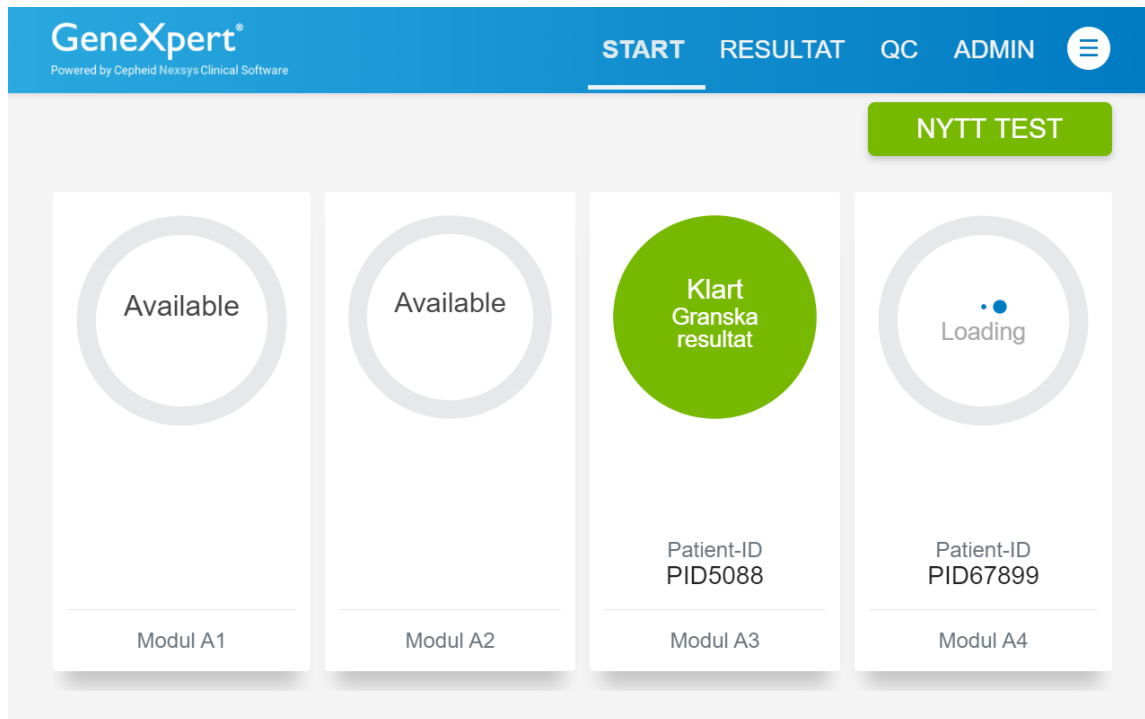 GeneXpert®
Powered by Cepheid Nexsys Clinical Software
START RESULTAT QC ADMIN
NYTT TEST
Available
Modul A1
Available
Modul A2
Klart
Granska
resultat
Patient-ID
PID5088
Modul A3
Loading
Patient-ID
PID67899
Modul A4